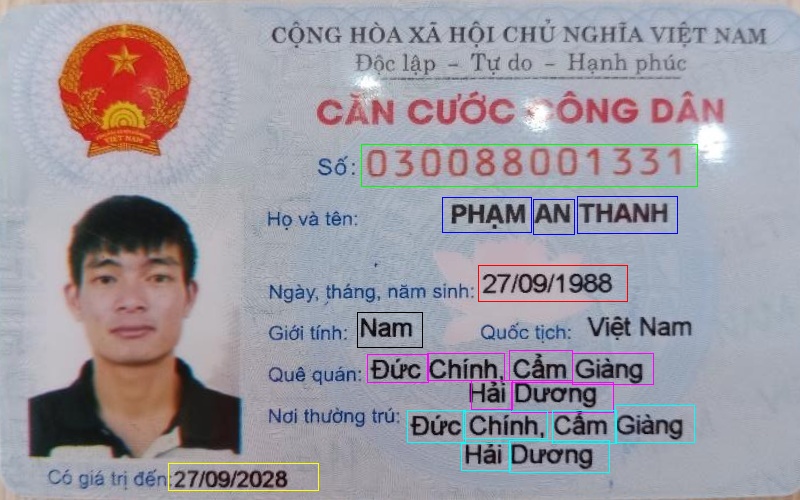 CỘNG HÒA XÃ HỘI CHỦ NGHĨA VIỆT NAM
Độc lập - Tự do - Hạnh phúc
CĂN CƯỚC CÔNG DÂN
Số: 030088001331
Họ và tên: PHẠM AN THANH
Ngày, tháng, năm sinh: 27/09/1988
Giới tính: Nam Quốc tịch: Việt Nam
Quê quán: Đức Chính, Cẩm Giàng
Hải Dương
Nơi thường trú: Đức Chính, Cẩm Giàng
Hải Dương
Có giá trị đến: 27/09/2028